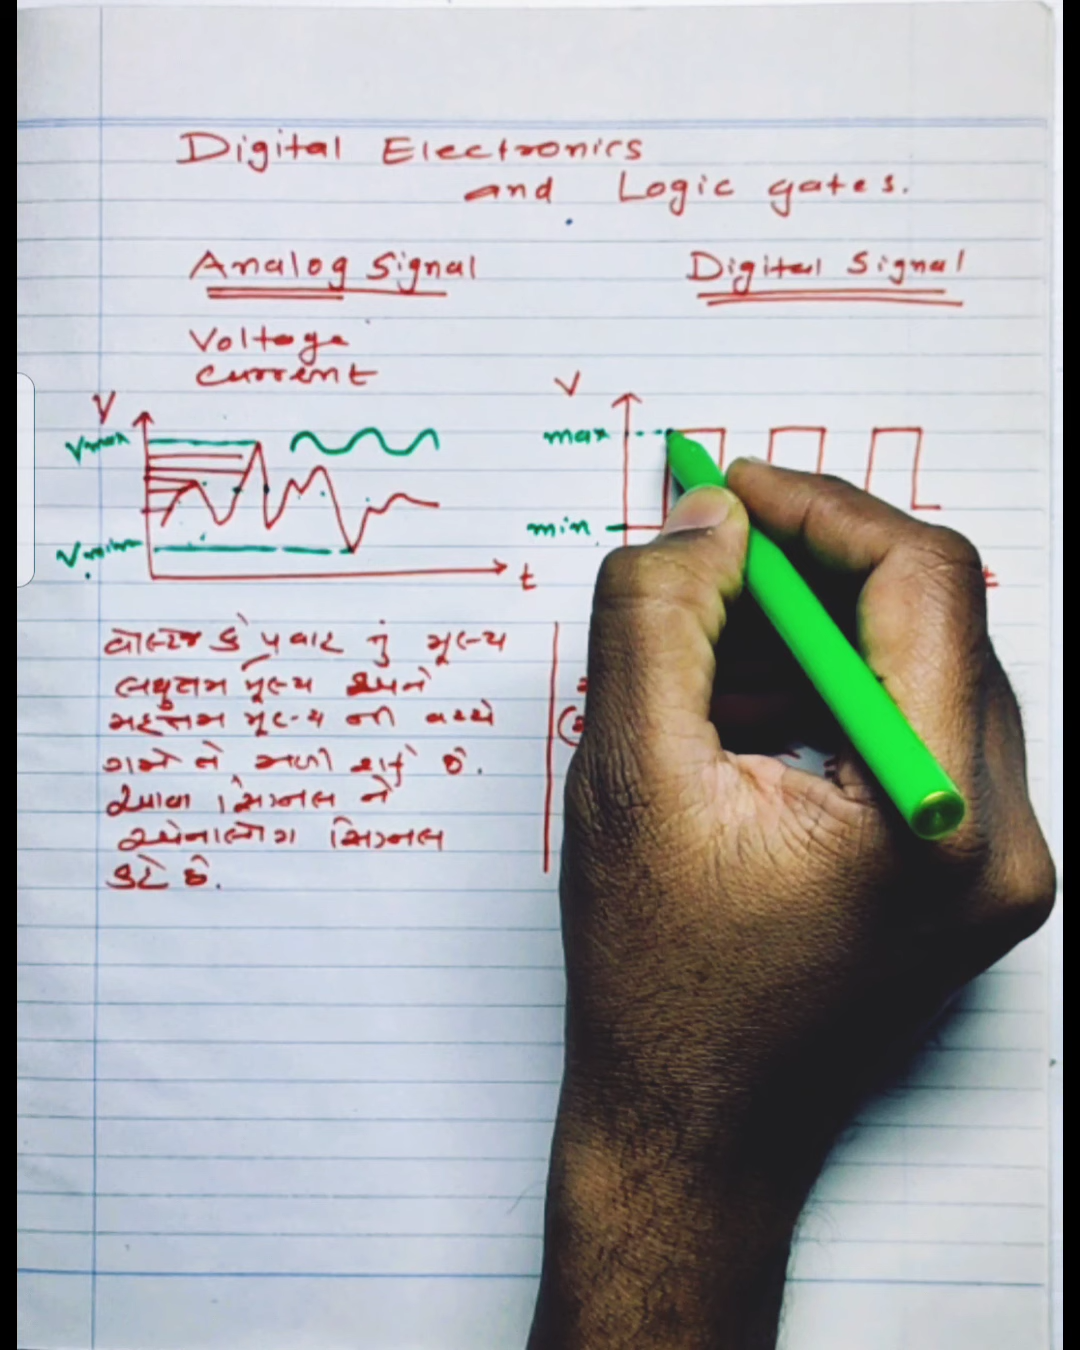 Digital Electronics
and Logic gates.
Analog Signal
Voltage
current
V
Vmax
Vmin
t
વોલ્ટેજ કે પ્રવાહ નું મૂલ્ય
લઘુત્તમ મૂલ્ય અને
મહત્તમ મૂલ્ય ની વચ્ચે
ગમે તે મળી શકે છે.
આવા સિગ્નલ ને
એનાલોગ સિગ્નલ
કહે છે.
Digital Signal
V
max
min
t